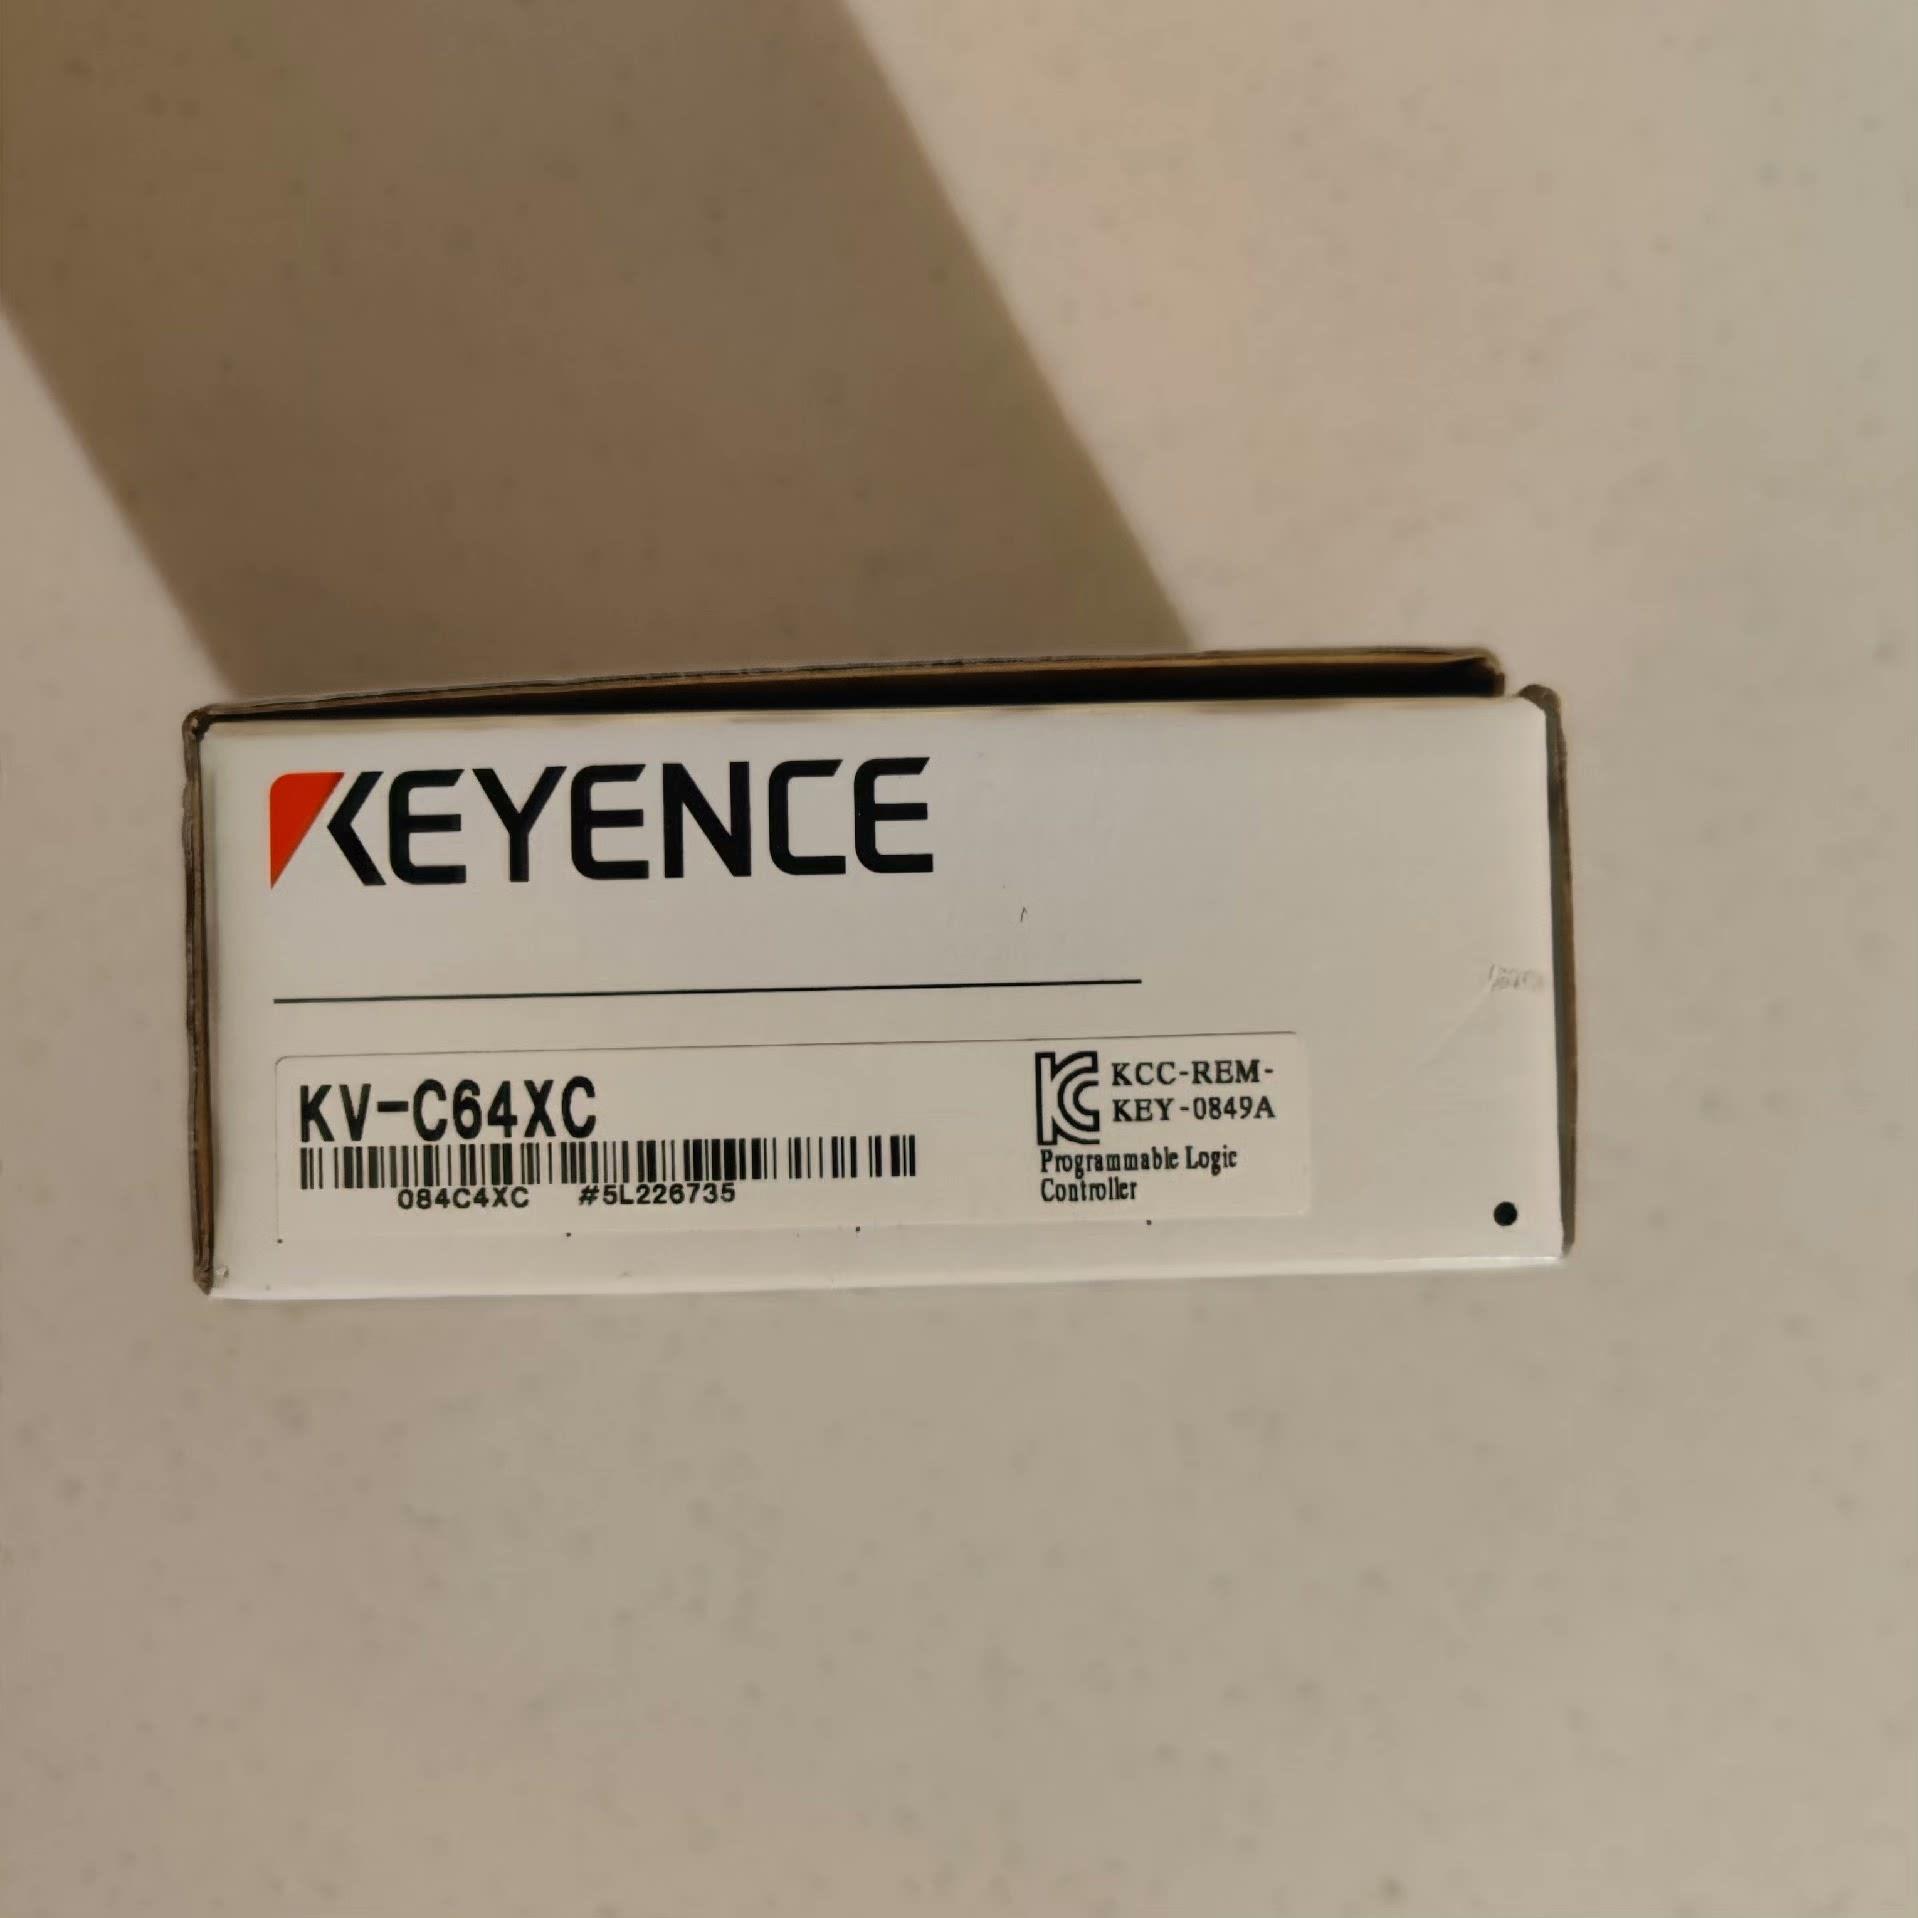 KEYENCE
KV-C64XC
084C4XC #5L226735
KCC-REM-
KEY-0849A
Programmable Logic
Controller